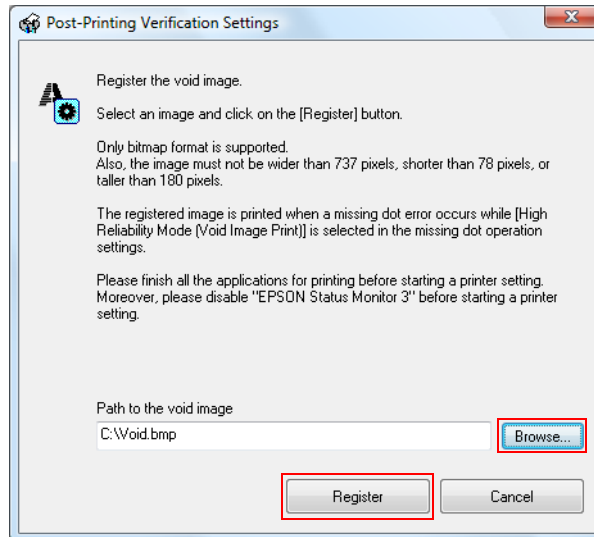 Post-Printing Verification Settings
Register the void image.
Select an image and click on the [Register] button.
Only bitmap format is supported.
Also, the image must not be wider than 737 pixels, shorter than 78 pixels, or
taller than 180 pixels.
The registered image is printed when a missing dot error occurs while [High
Reliability Mode (Void Image Print)] is selected in the missing dot operation
settings.
Please finish all the applications for printing before starting a printer setting.
Moreover, please disable "EPSON Status Monitor 3" before starting a printer
setting.
Path to the void image
C:\Void.bmp
Browse...
Register
Cancel